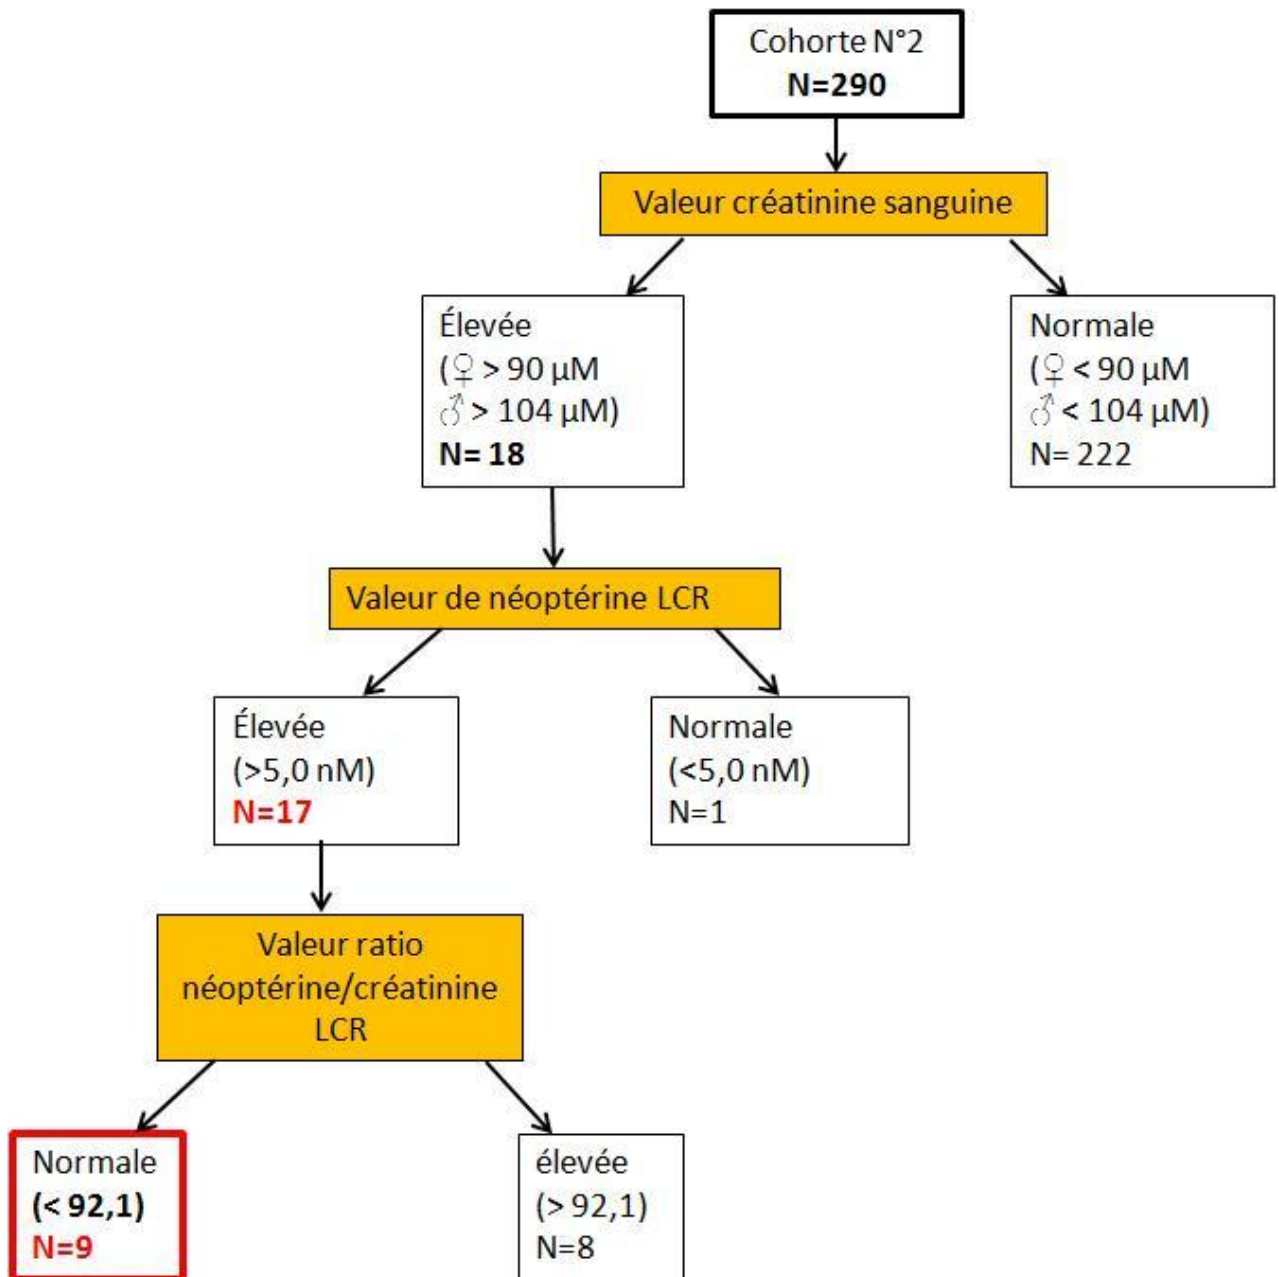 Cohorte N°2
N=290
Valeur créatinine sanguine
Élevée
(♀ > 90 µM
♂ > 104 µM)
N= 18
Normale
(♀ < 90 µM
♂ < 104 µM)
N= 222
Valeur de néoptérine LCR
Élevée
(>5,0 nM)
N=17
Normale
(<5,0 nM)
N=1
Valeur ratio
néoptérine/créatinine
LCR
Normale
(< 92,1)
N=9
élevée
(> 92,1)
N=8